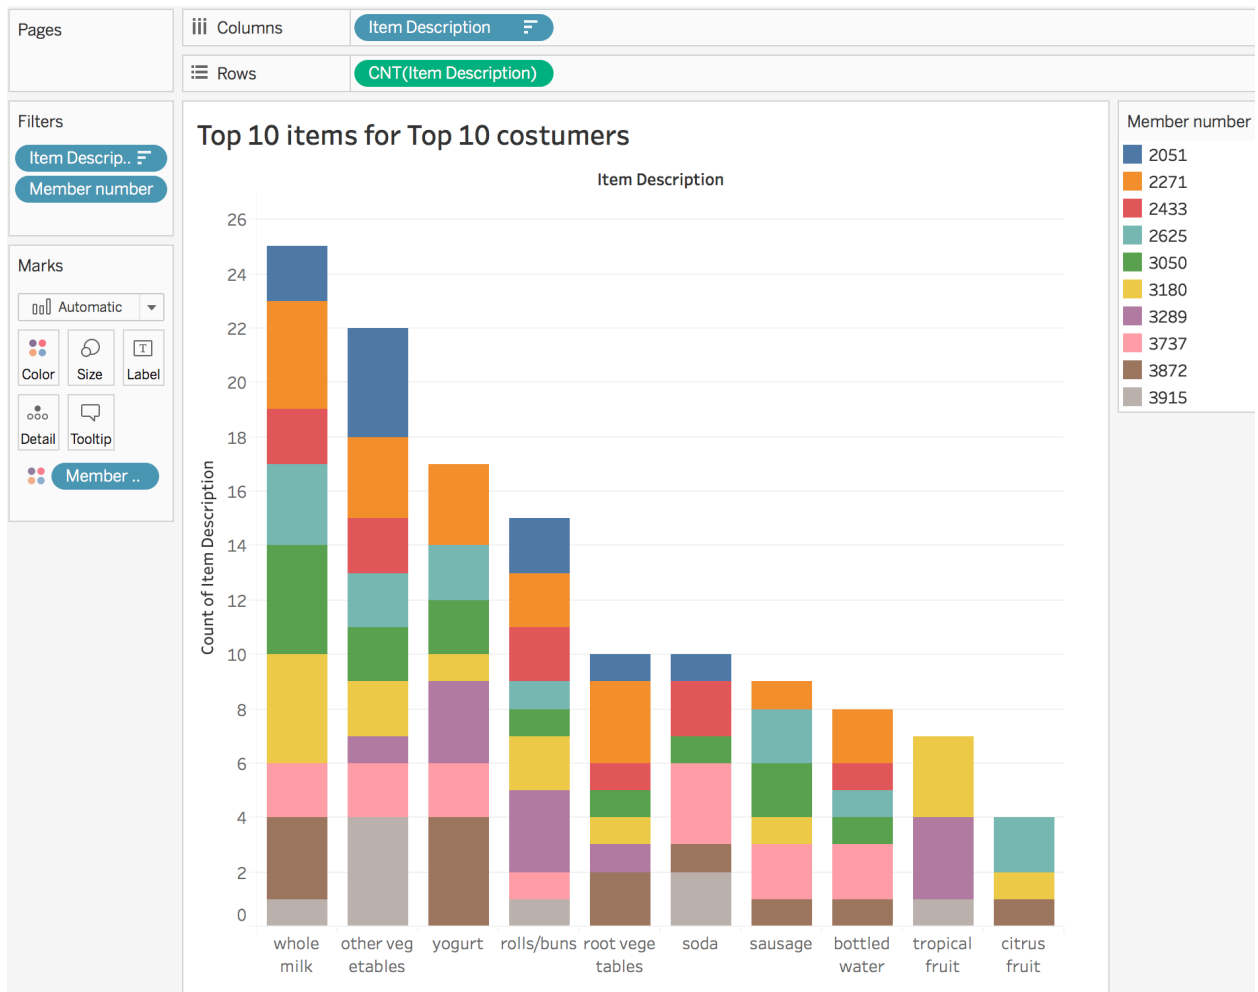 Pages
Columns
Item Description
Rows
CNT(Item Description)
Filters
Item Descrip..
Member number
Marks
Automatic
Color
Size
T
Label
Detail
Tooltip
Member ..
Top 10 items for Top 10 costumers
Item Description
Count of Item Description
26
24
22
20
18
16
14
12
10
8
6
4
2
0
whole
milk
other veg
etables
yogurt
rolls/buns
root vege
tables
soda
sausage
bottled
water
tropical
fruit
citrus
fruit
Member number
2051
2271
2433
2625
3050
3180
3289
3737
3872
3915